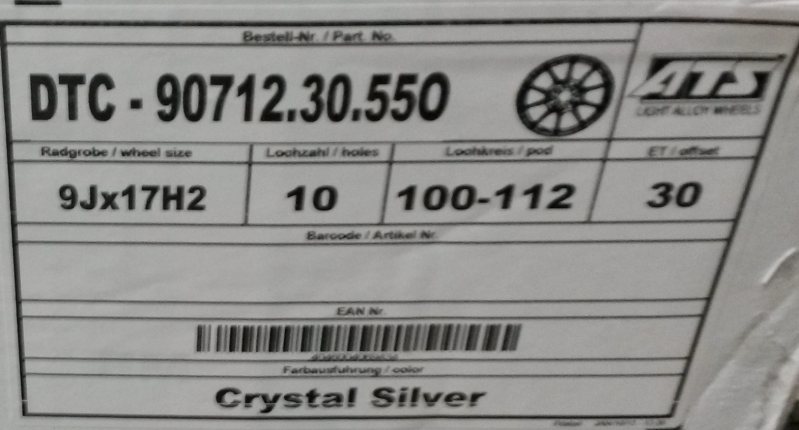 Bestell-Nr. / Part. No.
DTC - 90712.30.550
ATS
LIGHT ALLOY WHEELS
Radgrobe / wheel size Lochzahl / holes Lochkreis / pcd ET / offset
9Jx17H2 10 100-112 30
Barcode / Artikel Nr.
EAN Nr.
Farbausfuhrung / color
Crystal Silver